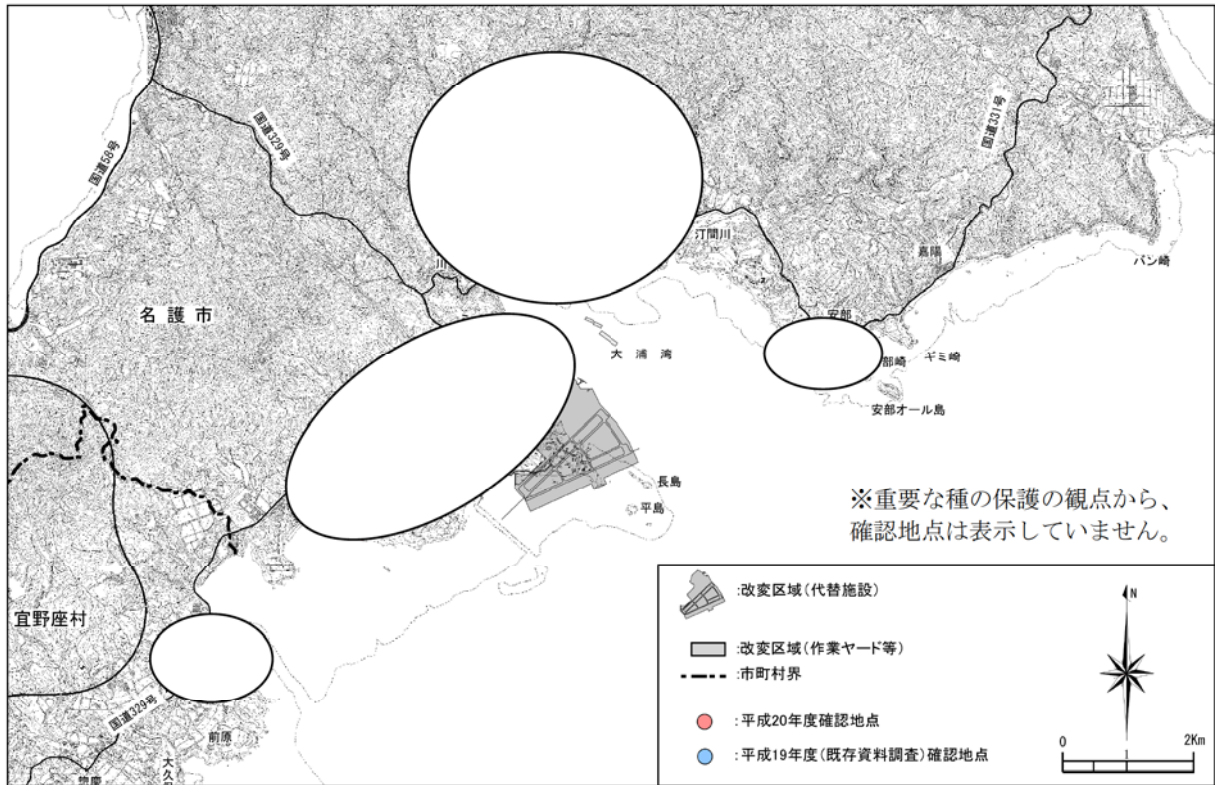 国道58号
国道329号
国道331号
汀間川
嘉陽
バン崎
川
名護市
安部
大浦湾
部崎
ギミ崎
安部オール島
長島
平島
※重要な種の保護の観点から、
確認地点は表示していません。
宜野座村
国道329号
前原
大久保
惣慶
:改変区域(代替施設)
:改変区域(作業ヤード等)
:市町村界
:平成20年度確認地点
:平成19年度(既存資料調査)確認地点
N
0 1 2Km